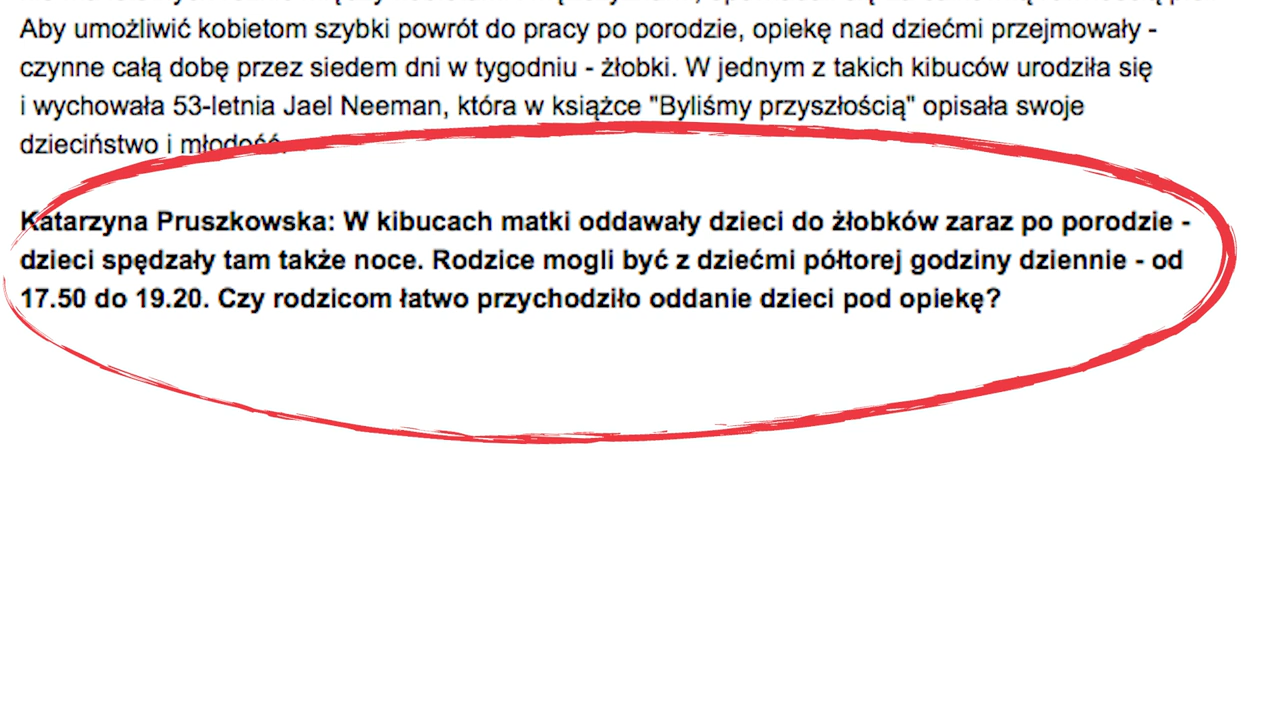 Aby umożliwić kobietom szybki powrót do pracy po porodzie, opiekę nad dziećmi przejmowały -
czynne całą dobę przez siedem dni w tygodniu - żłobki. W jednym z takich kibuców urodziła się
i wychowała 53-letnia Jael Neeman, która w książce "Byliśmy przyszłością" opisała swoje
dzieciństwo i młodość.
Katarzyna Pruszkowska: W kibucach matki oddawały dzieci do żłobków zaraz po porodzie -
dzieci spędzały tam także noce. Rodzice mogli być z dziećmi półtorej godziny dziennie - od
17.50 do 19.20. Czy rodzicom łatwo przychodziło oddanie dzieci pod opiekę?